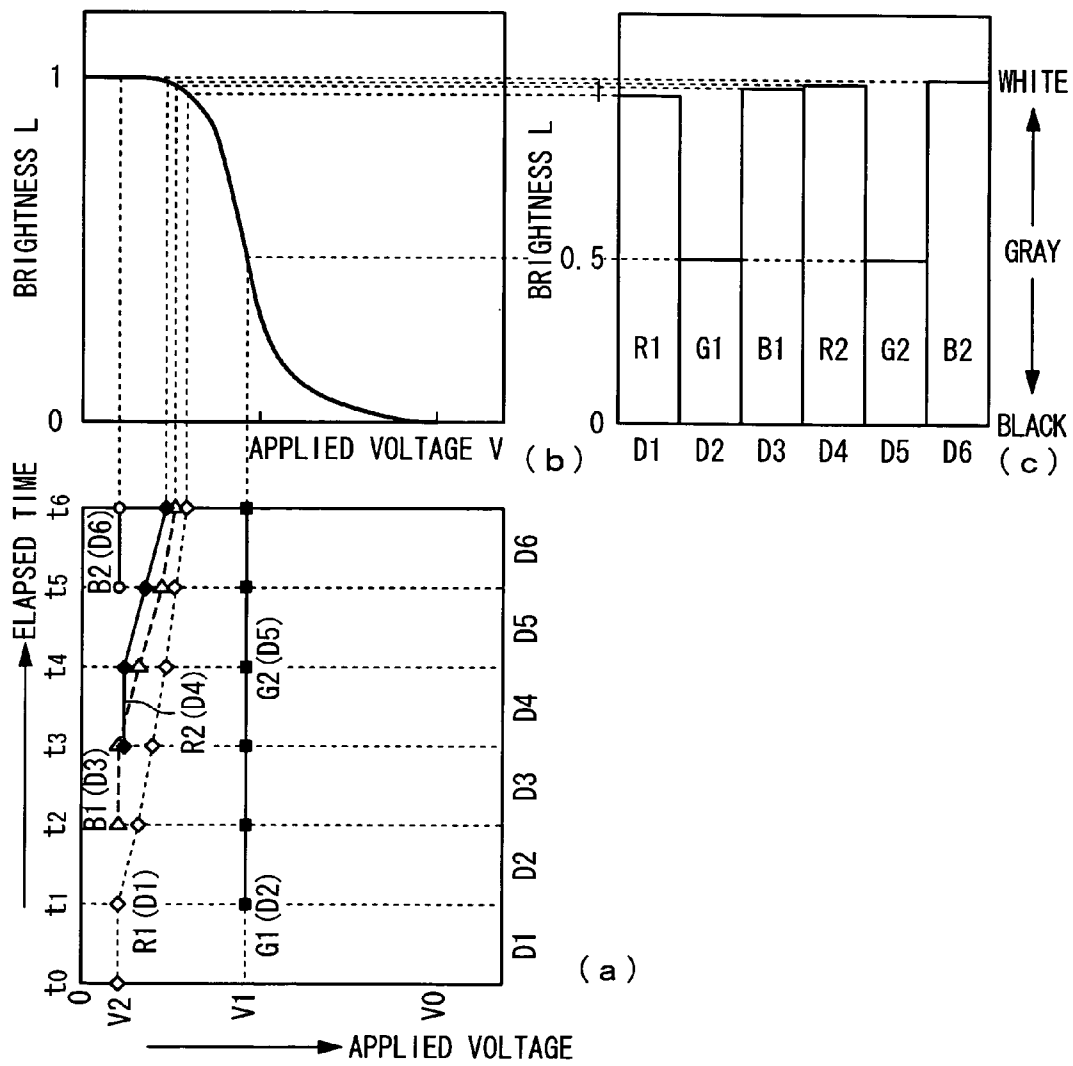 1
BRIGHTNESS L
0
APPLIED VOLTAGE V
(b)
1
BRIGHTNESS L
0.5
0
R1 G1 B1 R2 G2 B2
D1 D2 D3 D4 D5 D6
WHITE
GRAY
BLACK
(c)
ELAPSED TIME
t6
t5
t4
t3
t2
t1
t0
B2(D6)
B1(D3)
R2(D4)
R1(D1)
G2(D5)
G1(D2)
D6
D5
D4
D3
D2
D1
(a)
0 V2 V1 V0
APPLIED VOLTAGE